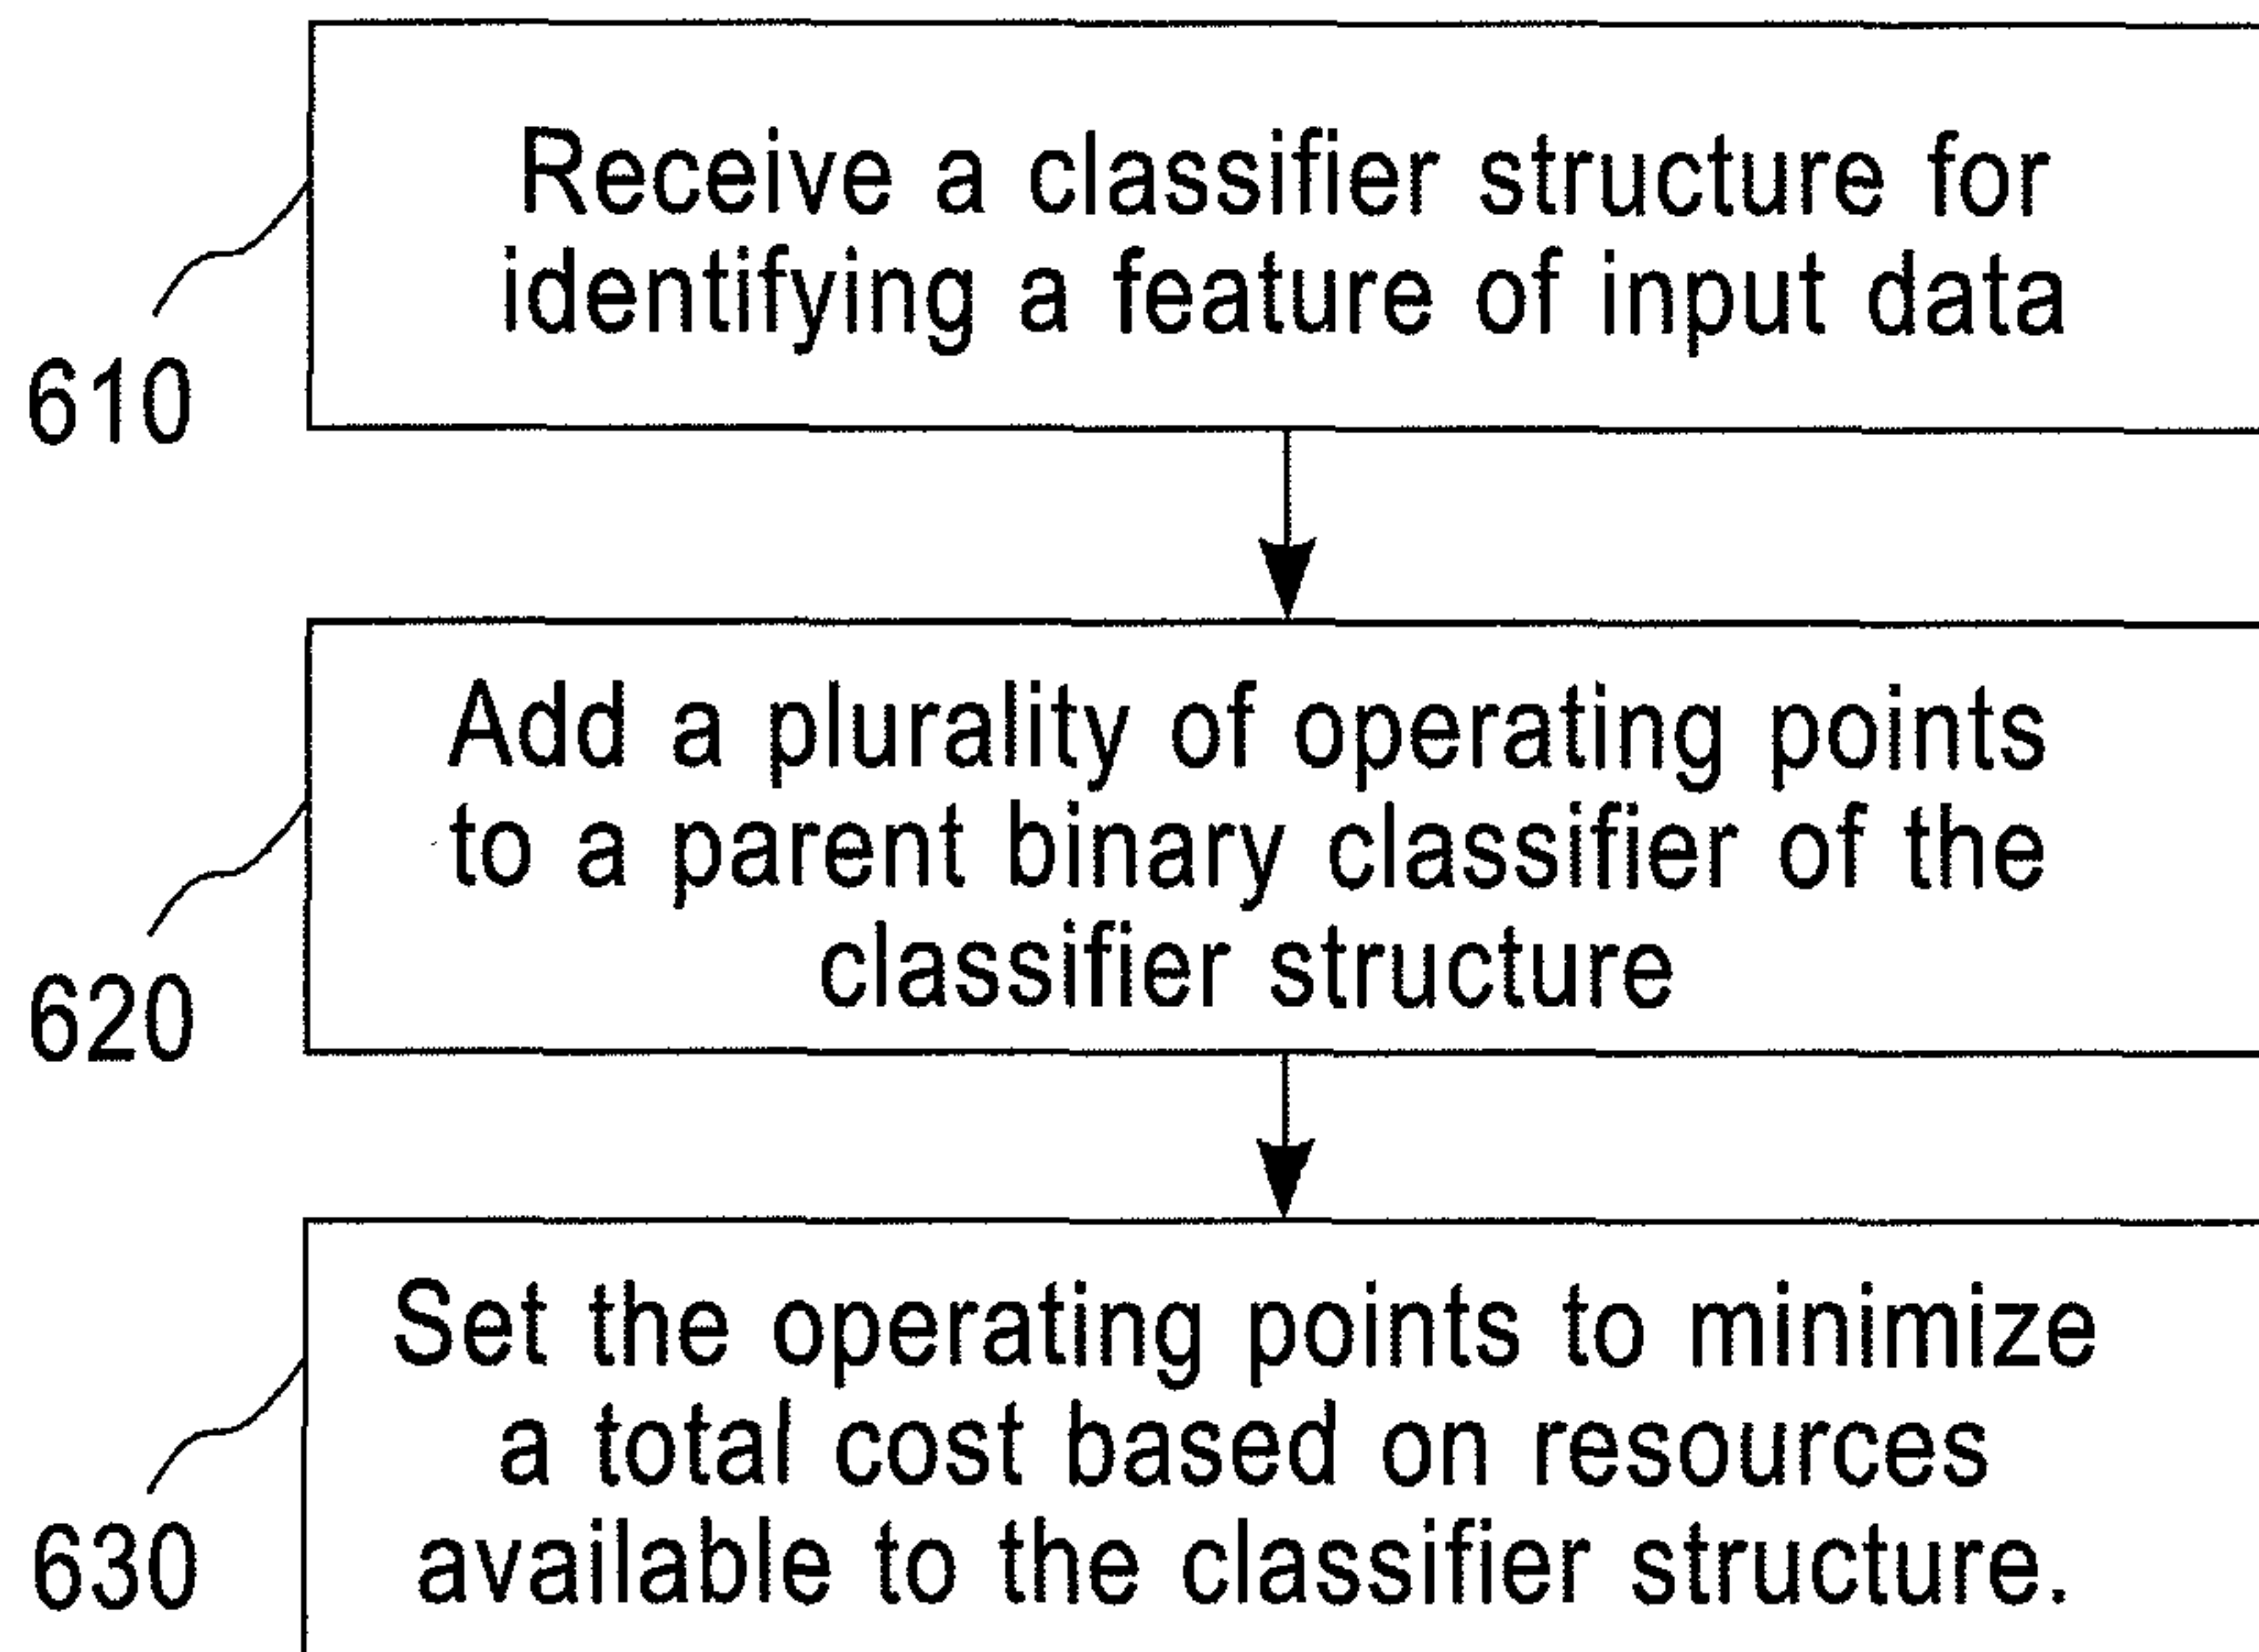 Receive a classifier structure for
identifying a feature of input data
610
Add a plurality of operating points
to a parent binary classifier of the
classifier structure
620
Set the operating points to minimize
a total cost based on resources
available to the classifier structure.
630